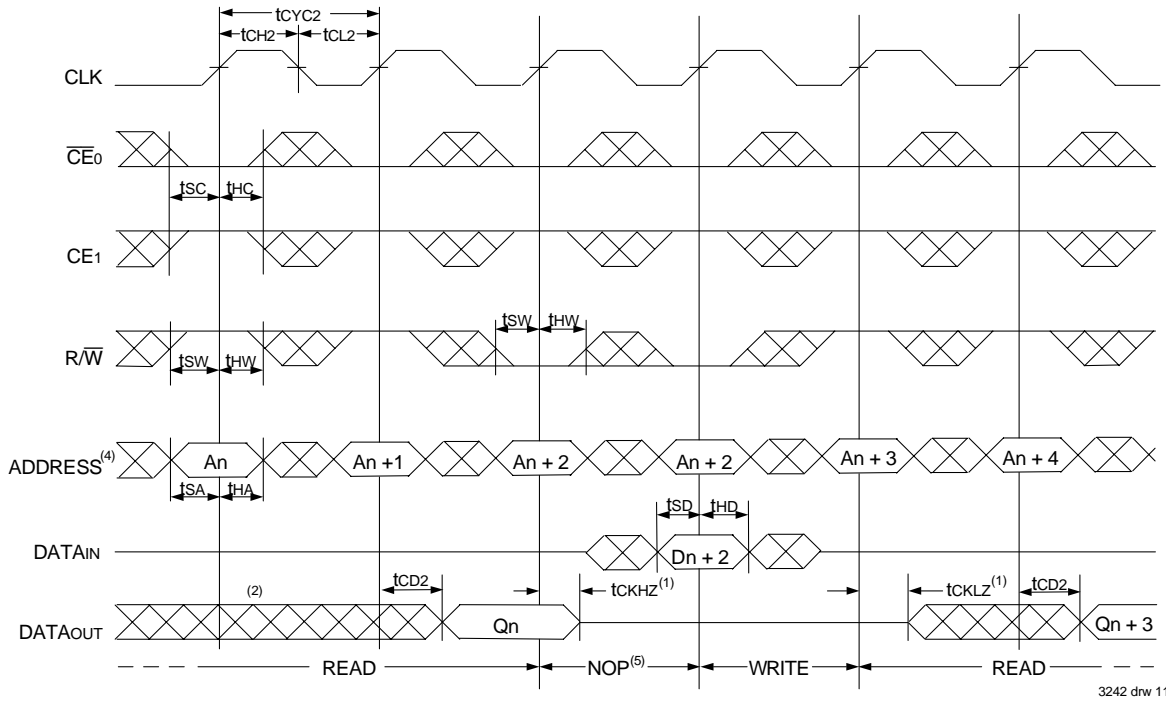 tCYC2
tCH2 tCL2
CLK
CE0
tSC tHC
CE1
tSW tHW
R/W
tSW tHW
ADDRESS(4) An An +1 An + 2 An + 2 An + 3 An + 4
tSA tHA
tSD tHD
DATAIN Dn + 2
(2) tCD2 tCKHZ(1) tCKLZ(1) tCD2
DATAOUT Qn Qn + 3
READ NOP(5) WRITE READ
3242 drw 11